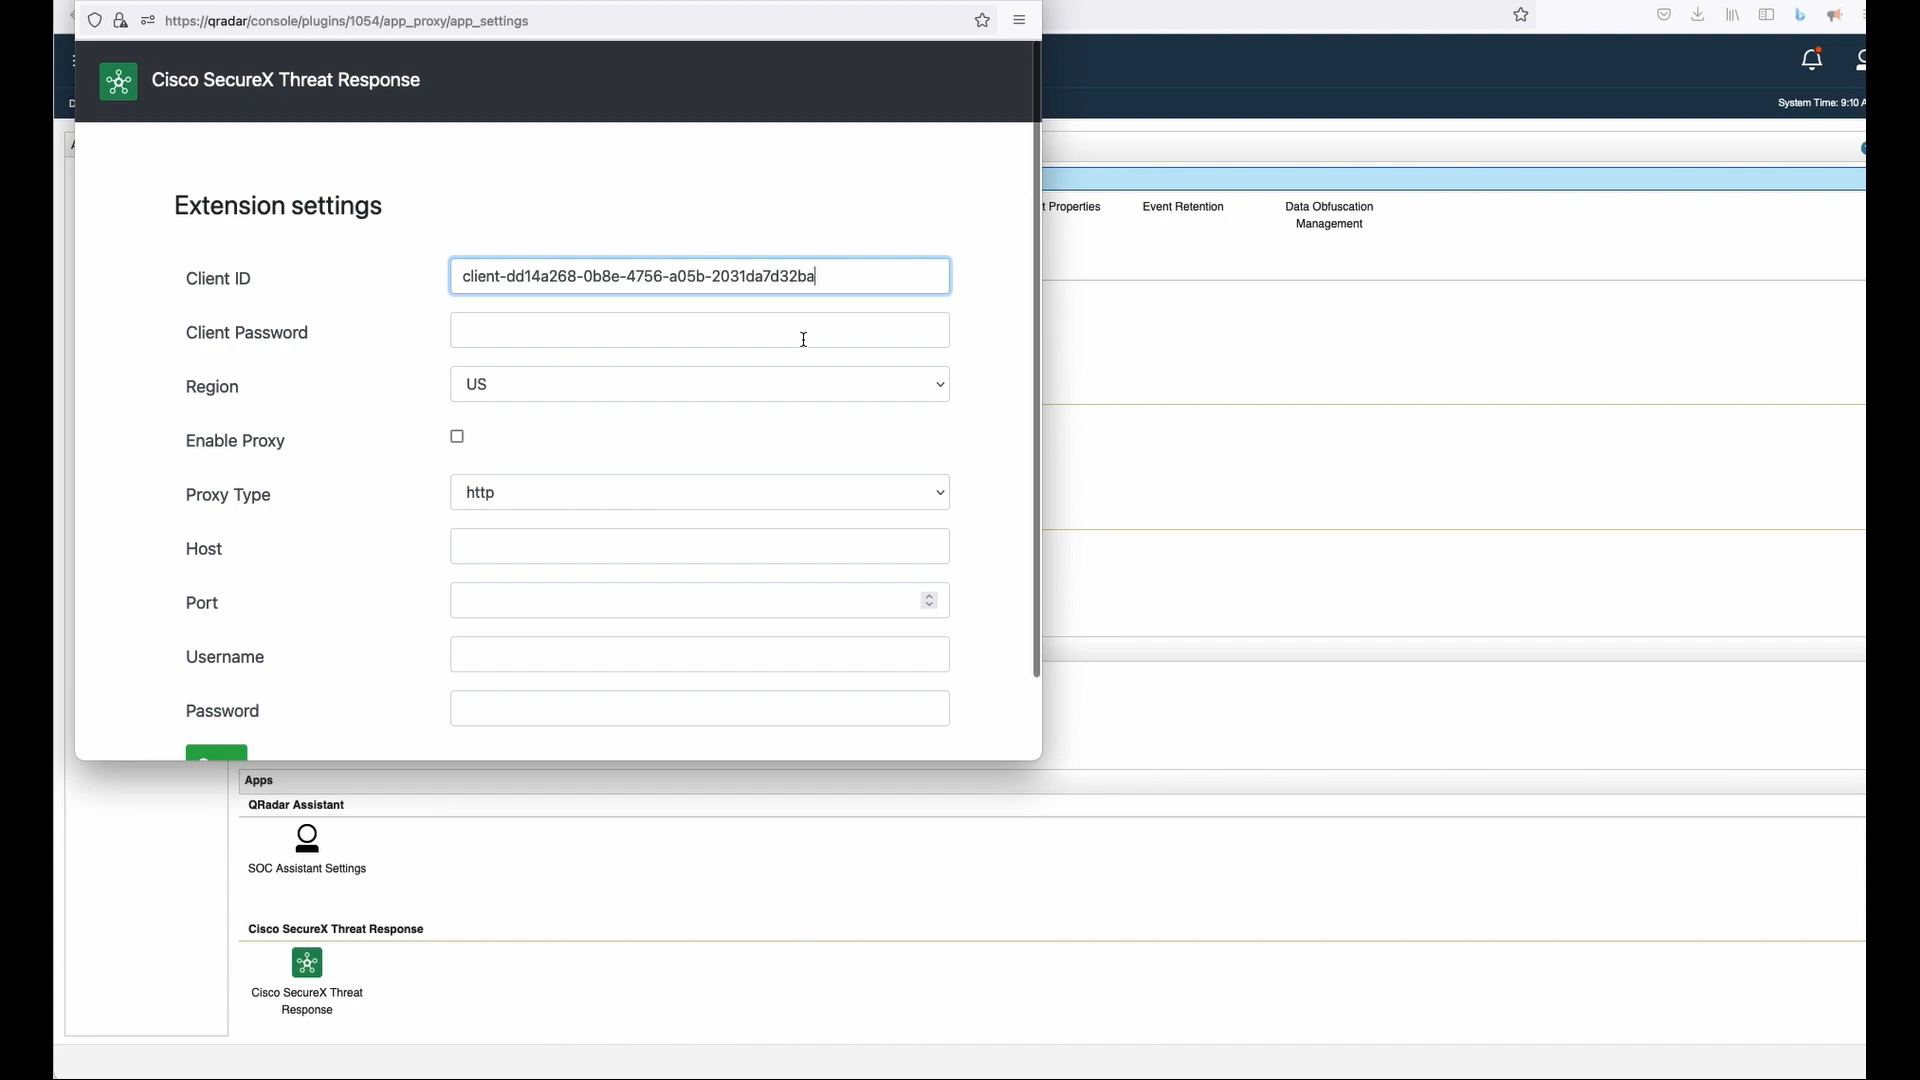 https://qradar/console/plugins/1054/app_proxy/app_settings
Cisco SecureX Threat Response
System Time: 9:10 A
Extension settings
t Properties
Event Retention
Data Obfuscation
Management
Client ID
client-dd14a268-0b8e-4756-a05b-2031da7d32ba
Client Password
Region
US
Enable Proxy
Proxy Type
http
Host
Port
Username
Password
Apps
QRadar Assistant
SOC Assistant Settings
Cisco SecureX Threat Response
Cisco SecureX Threat
Response